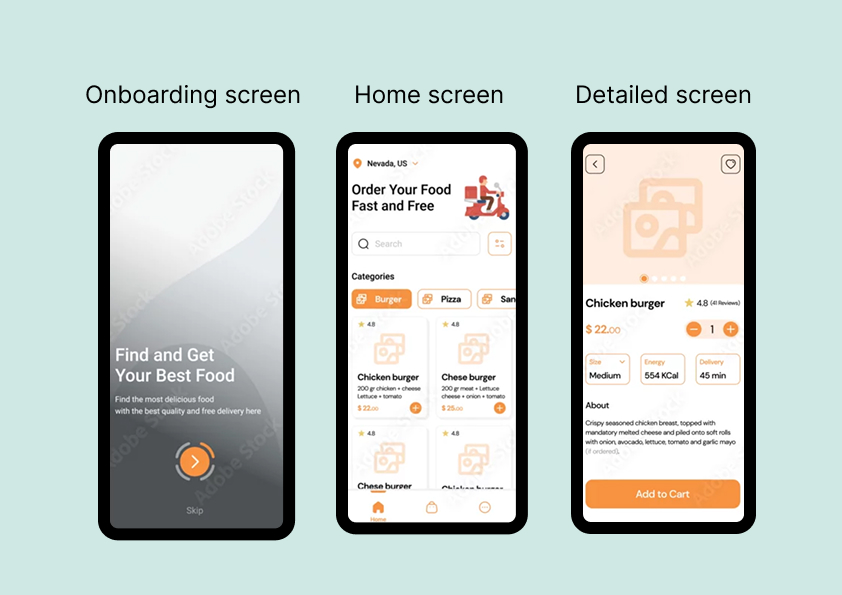 Onboarding screen
Home screen
Detailed screen
Find and Get
Your Best Food
Find the most delicious food
with the best quality and free delivery here
Skip
Nevada, US
Order Your Food
Fast and Free
Search
Categories
Burger
Pizza
San
4.8
Chicken burger
200 gr chicken + cheese
Lettuce + tomato
$ 22.00
4.8
Chese burger
200 gr meat + Lettuce
cheese + onion + tomato
$ 25.00
4.8
Chese burger
4.8
Chicken burger
Home
Chicken burger
4.8 (41 Reviews)
$ 22.00
1
Size
Medium
Energy
554 KCal
Delivery
45 min
About
Crispy seasoned chicken breast, topped with
mandatory melted cheese and piled onto soft rolls
with onion, avocado, lettuce, tomato and garlic mayo
(if ordered).
Add to Cart
Adobe Stock